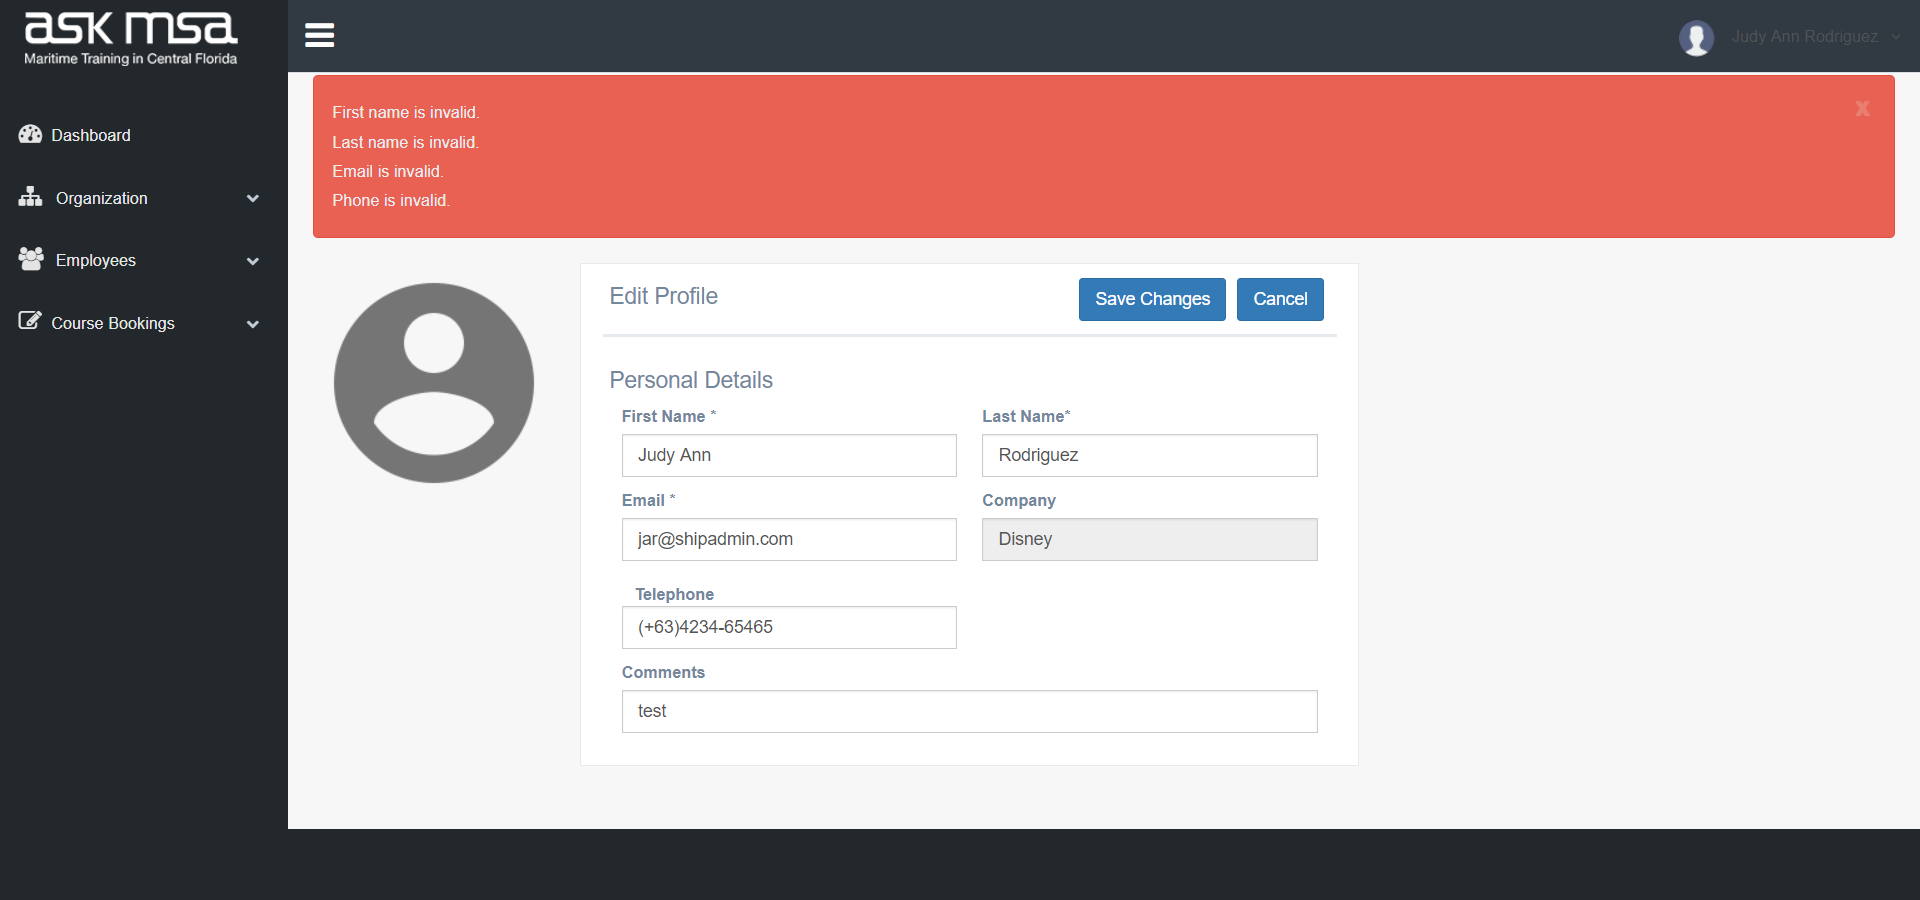 ask msa
Maritime Training in Central Florida
Judy Ann Rodriguez
Dashboard
Organization
Employees
Course Bookings
First name is invalid.
Last name is invalid.
Email is invalid.
Phone is invalid.
x
Edit Profile
Save Changes
Cancel
Personal Details
First Name *
Last Name*
Judy Ann
Rodriguez
Email *
Company
jar@shipadmin.com
Disney
Telephone
(+63)4234-65465
Comments
test